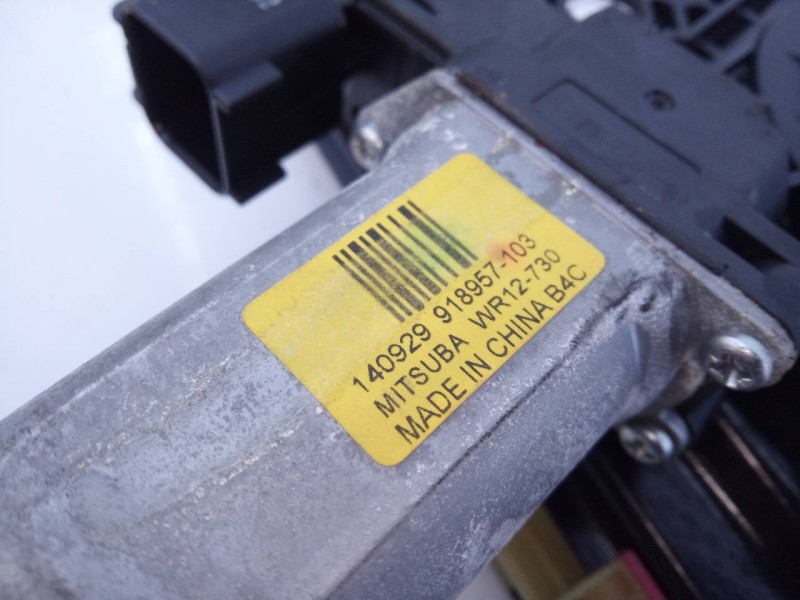 140929 918957-103
MITSUBA WR12-730
MADE IN CHINA B4C